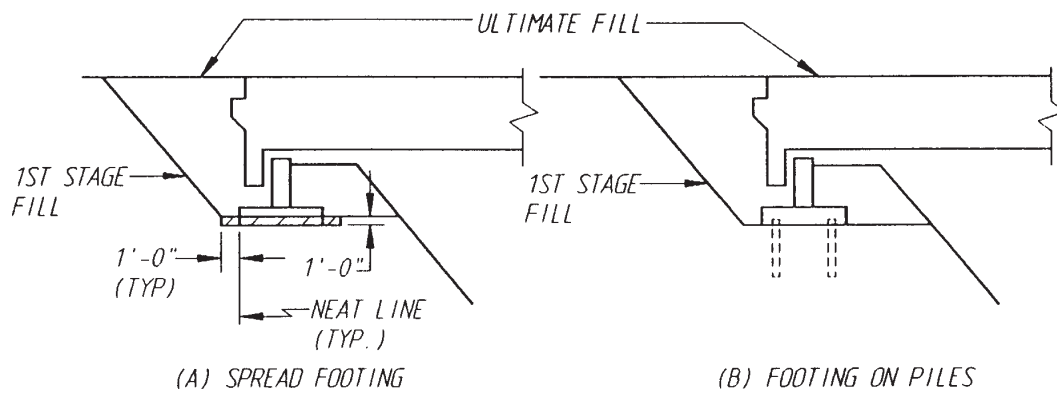 ULTIMATE FILL
1ST STAGE
FILL
1ST STAGE
FILL
1'-0"
(TYP)
1'-0"
NEAT LINE
(TYP.)
(A) SPREAD FOOTING
(B) FOOTING ON PILES